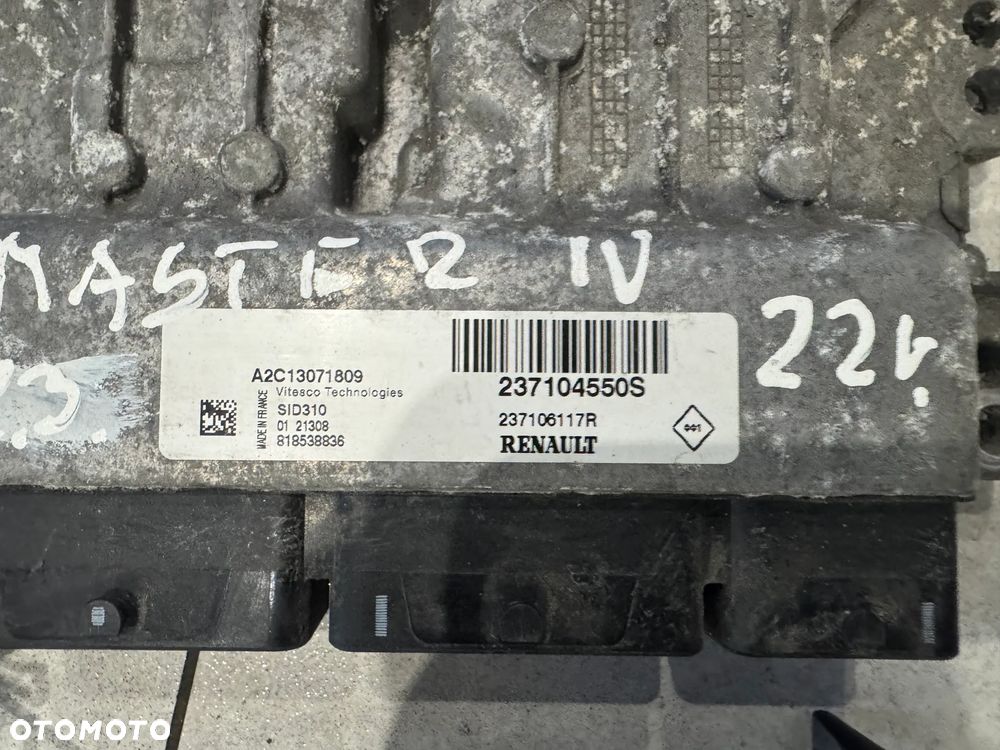 MASTER IV
22r.
A2C13071809
Vitesco Technologies
MADE IN FRANCE
SID310
01 21308
818538836
237104550S
237106117R
RENAULT
OTOMOTO